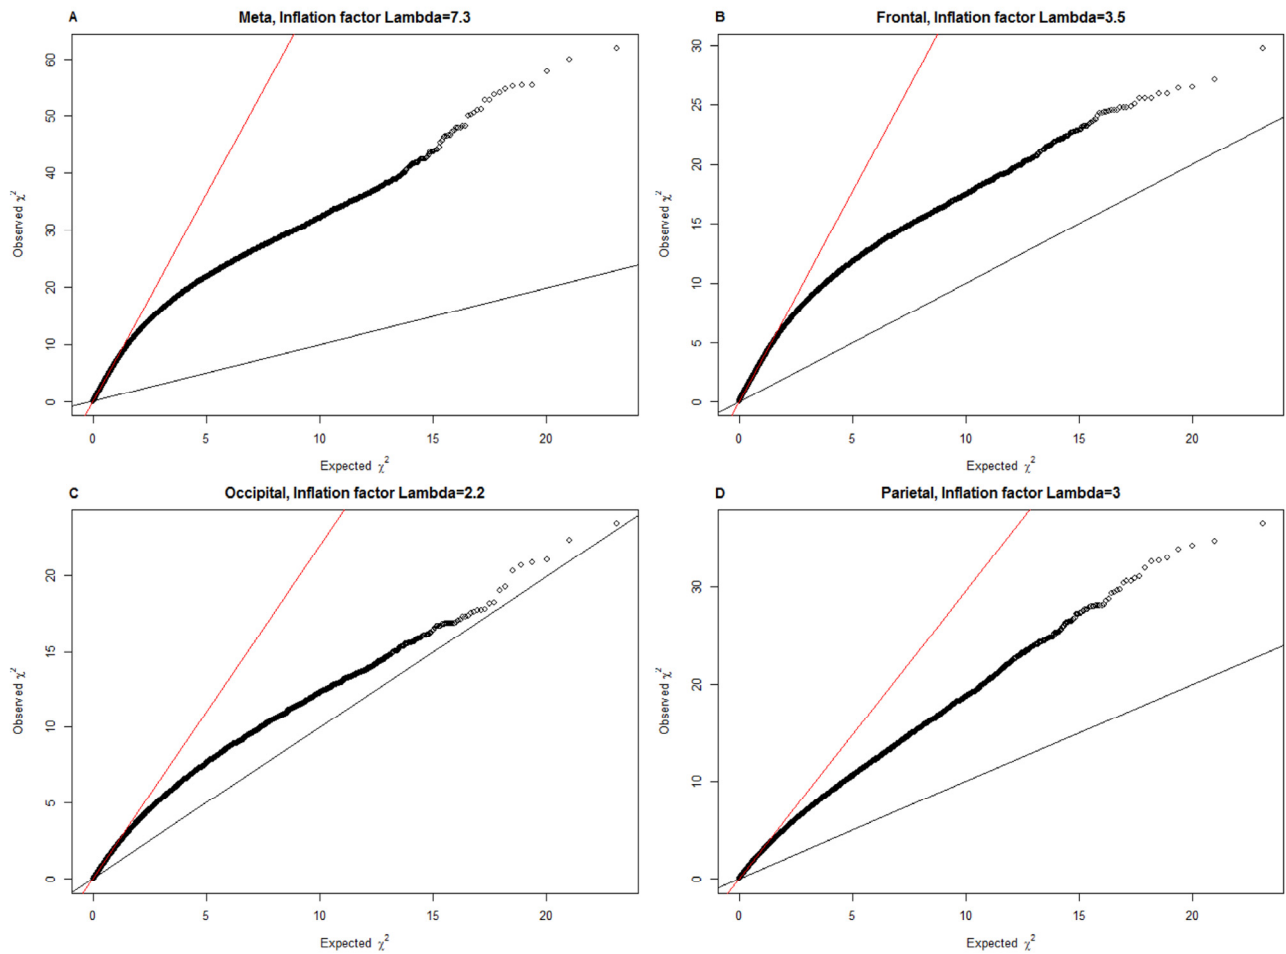 A
Meta, Inflation factor Lambda=7.3
Observed χ²
0 10 20 30 40 50 60
0 5 10 15 20
Expected χ²
B
Frontal, Inflation factor Lambda=3.5
Observed χ²
0 5 10 15 20 25 30
0 5 10 15 20
Expected χ²
C
Occipital, Inflation factor Lambda=2.2
Observed χ²
0 5 10 15 20
0 5 10 15 20
Expected χ²
D
Parietal, Inflation factor Lambda=3
Observed χ²
0 10 20 30
0 5 10 15 20
Expected χ²